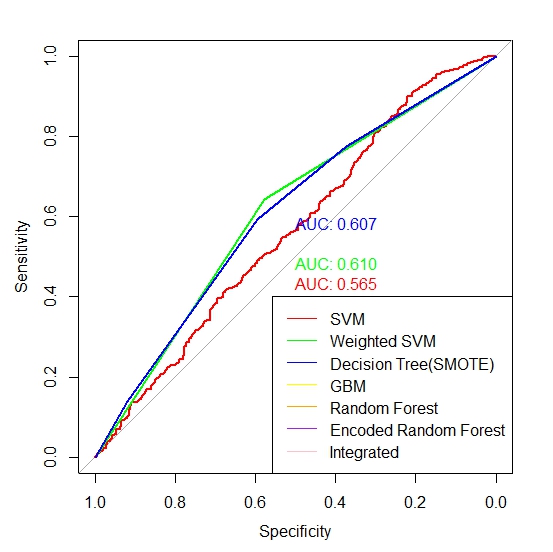 Sensitivity
1.0
0.8
0.6
0.4
0.2
0.0
AUC: 0.607
AUC: 0.610
AUC: 0.565
SVM
Weighted SVM
Decision Tree(SMOTE)
GBM
Random Forest
Encoded Random Forest
Integrated
1.0 0.8 0.6 0.4 0.2 0.0
Specificity